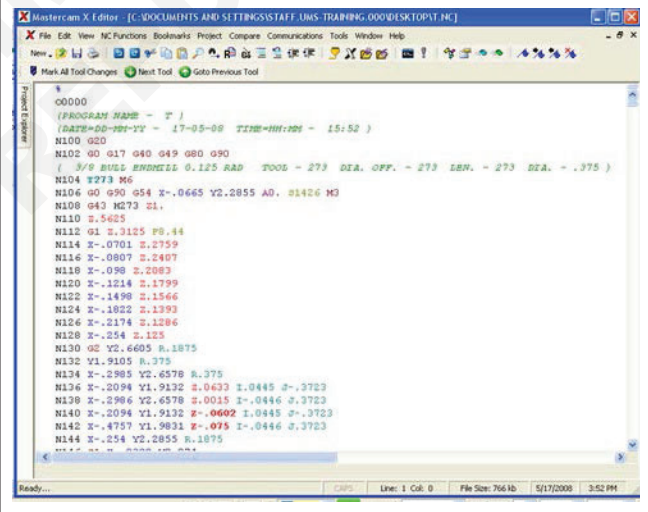 Mastercam X Editor - [C:\DOCUMENTS AND SETTINGS\STAFF.UMS-TRAINING.000\DESKTOP\T.NC]
File Edit View NC Functions Bookmarks Project Compare Communications Tools Window Help
New
Mark All Tool Changes Next Tool Goto Previous Tool
Project Explorer
%
O0000
(PROGRAM NAME - T )
(DATE=DD-MM-YY - 17-05-08 TIME=HH:MM - 15:52 )
N100 G20
N102 G0 G17 G40 G49 G80 G90
( 3/8 BULL ENDMILL 0.125 RAD TOOL - 273 DIA. OFF. - 273 LEN. - 273 DIA. - .375 )
N104 T273 M6
N106 G0 G90 G54 X-.0665 Y2.2855 A0. S1426 M3
N108 G43 H273 Z1.
N110 Z.5625
N112 G1 Z.3125 F8.44
N114 X-.0701 Z.2759
N116 X-.0807 Z.2407
N118 X-.098 Z.2083
N120 X-.1214 Z.1799
N122 X-.1498 Z.1566
N124 X-.1822 Z.1393
N126 X-.2174 Z.1286
N128 X-.254 Z.125
N130 G2 Y2.6605 R.1875
N132 Y1.9105 R.375
N134 X-.2985 Y2.6578 R.375
N136 X-.2094 Y1.9132 Z.0633 I.0445 J-.3723
N138 X-.2986 Y2.6578 Z.0015 I-.0446 J.3723
N140 X-.2094 Y1.9132 Z-.0602 I.0445 J-.3723
N142 X-.4757 Y1.9831 Z-.075 I-.0446 J.3723
N144 X-.254 Y2.2855 R.1875
Ready... CAPS Line: 1 Col: 0 File Size: 766 kb 5/17/2008 3:52 PM